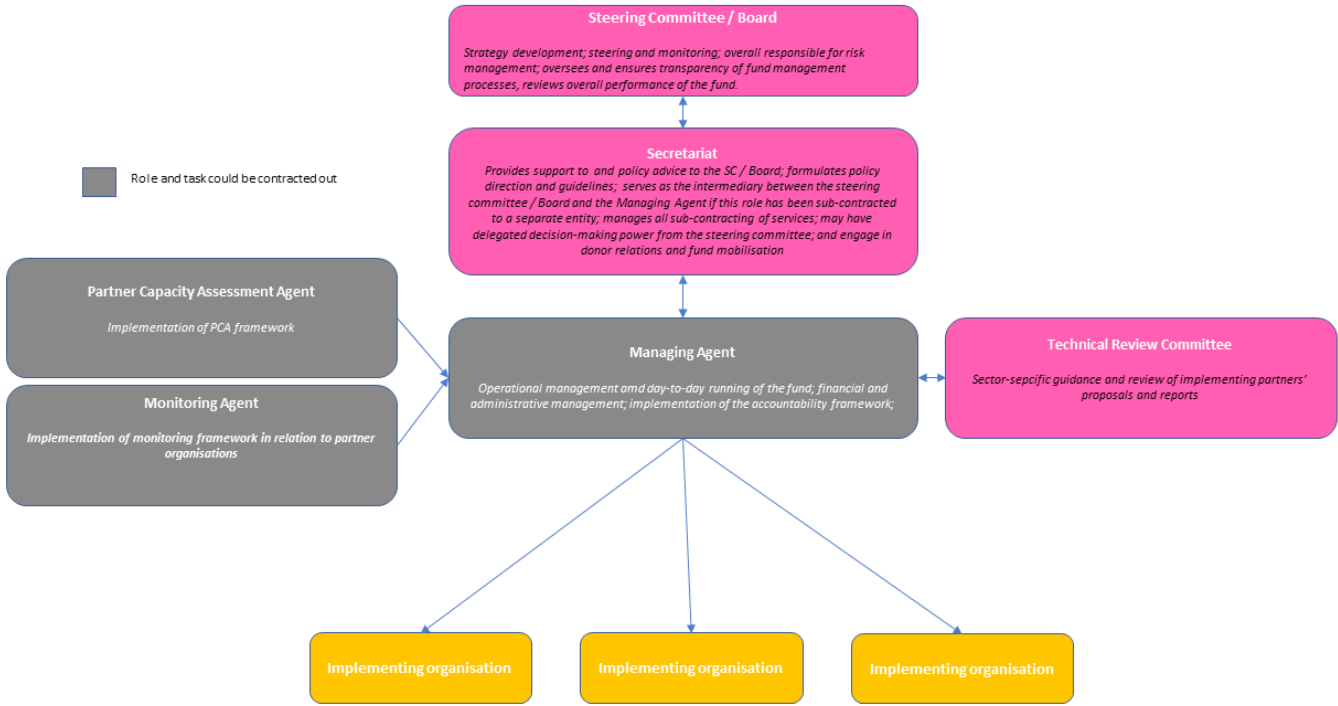 Steering Committee / Board
Strategy development; steering and monitoring; overall responsible for risk
management; oversees and ensures transparency of fund management
processes, reviews overall performance of the fund.
Secretariat
Provides support to and policy advice to the SC / Board; formulates policy
direction and guidelines; serves as the intermediary between the steering
committee / Board and the Managing Agent if this role has been sub-contracted
to a separate entity; manages all sub-contracting of services; may have
delegated decision-making power from the steering committee; and engage in
donor relations and fund mobilisation
Role and task could be contracted out
Partner Capacity Assessment Agent
Implementation of PCA framework
Monitoring Agent
Implementation of monitoring framework in relation to partner
organisations
Managing Agent
Operational management amd day-to-day running of the fund; financial and
administrative management; implementation of the accountability framework;
Technical Review Committee
Sector-sepcific guidance and review of implementing partners'
proposals and reports
Implementing organisation
Implementing organisation
Implementing organisation